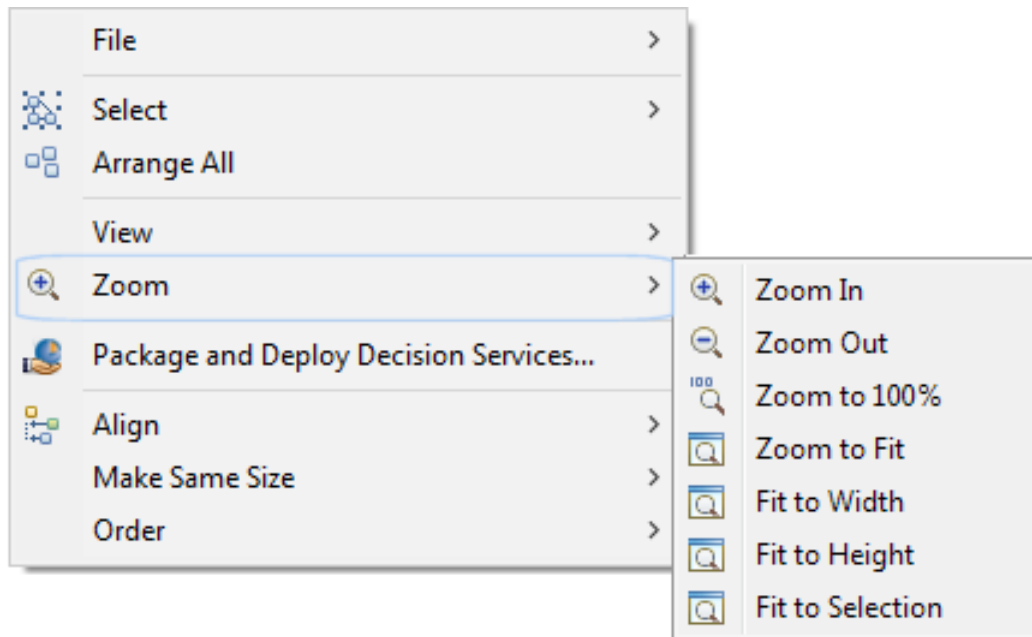 File
Select
Arrange All
View
Zoom
Package and Deploy Decision Services...
Align
Make Same Size
Order
Zoom In
Zoom Out
100
Zoom to 100%
Zoom to Fit
Fit to Width
Fit to Height
Fit to Selection